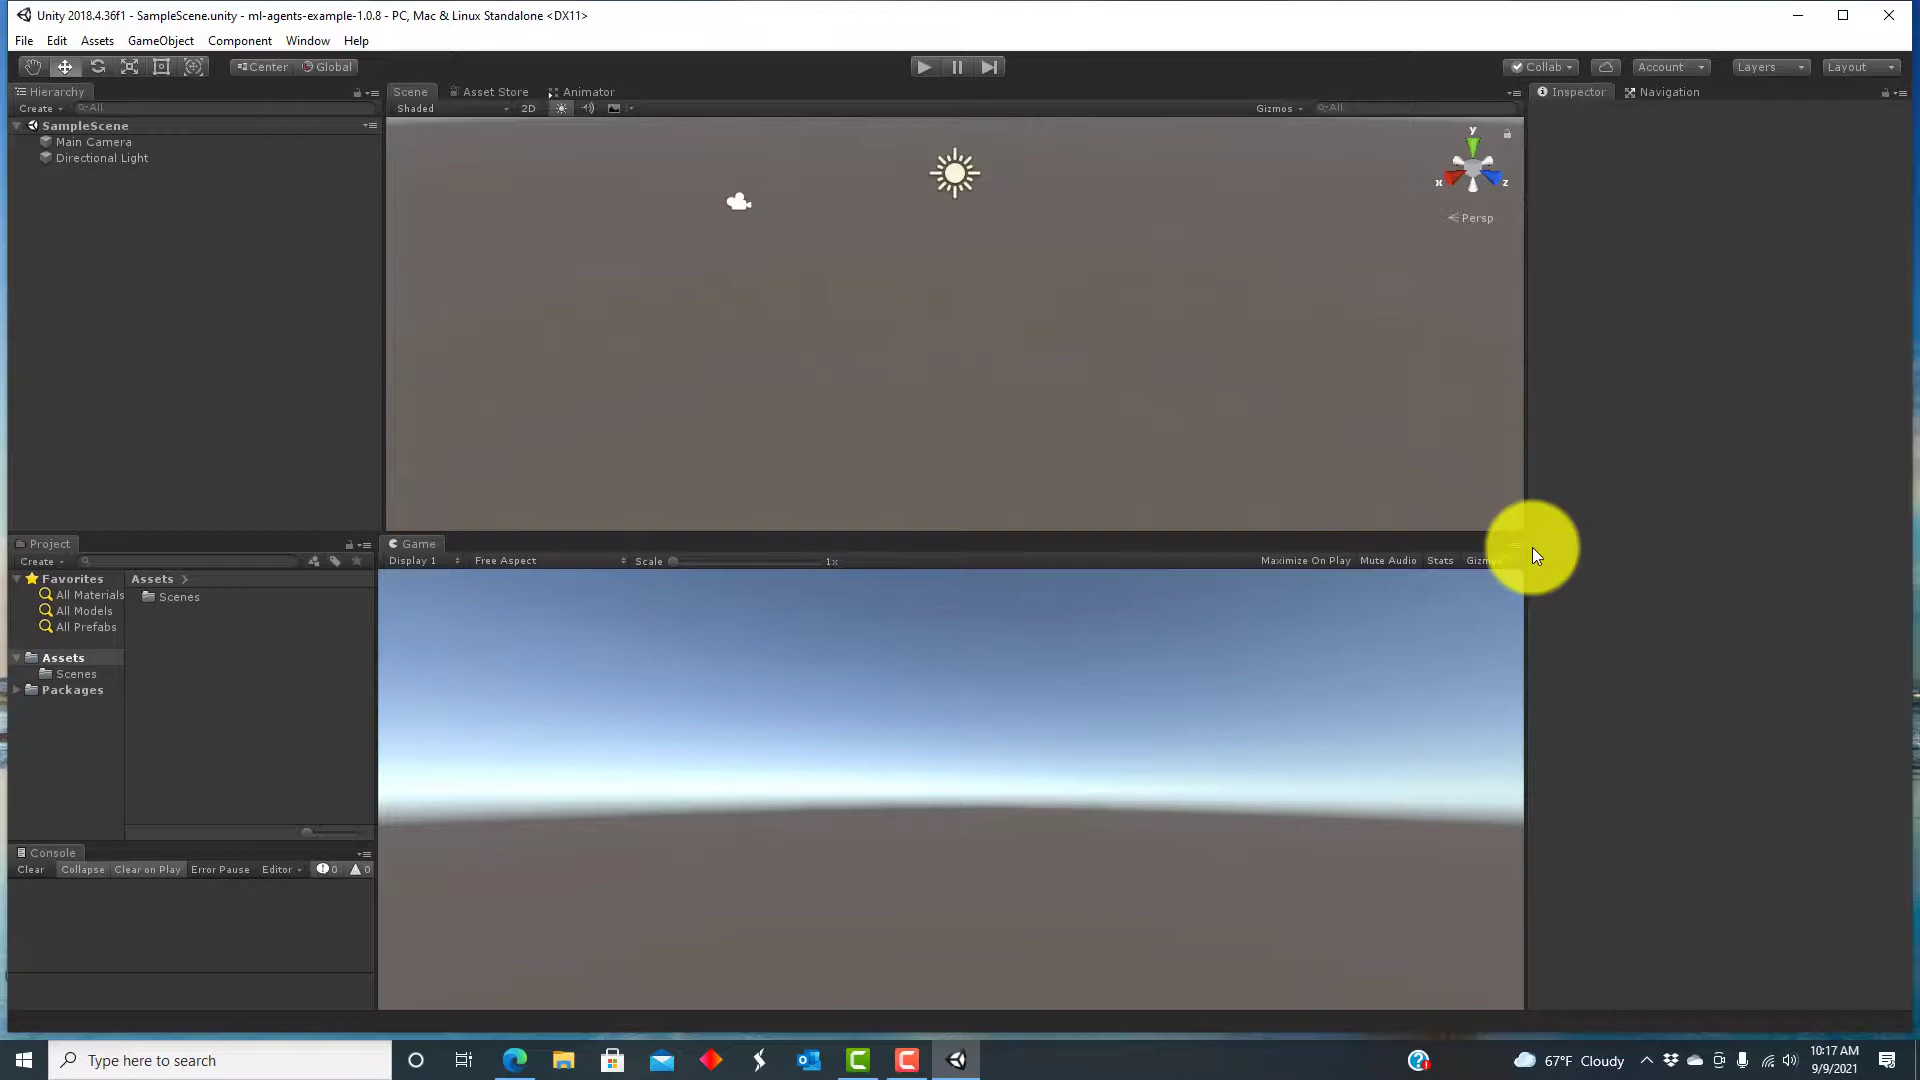 Unity 2018.4.36f1 - SampleScene.unity - ml-agents-example-1.0.8 - PC, Mac & Linux Standalone <DX11>
File Edit Assets GameObject Component Window Help
Center Global Collab Account Layers Layout
Hierarchy Scene Asset Store Animator Inspector Navigation
Create All Shaded 2D Gizmos All
SampleScene
Main Camera
Directional Light
y
x z
Persp
Project Game
Create Display 1 Free Aspect Scale 1x Maximize On Play Mute Audio Stats
Favorites Assets
All Materials Scenes
All Models
All Prefabs
Assets
Scenes
Packages
Console
Clear Collapse Clear on Play Error Pause Editor 0 0
Type here to search 67°F Cloudy 10:17 AM
9/9/2021